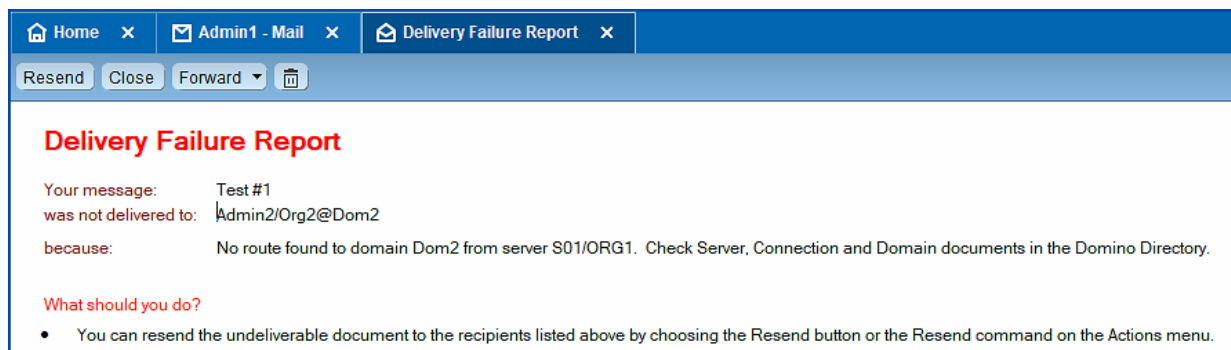 Home Admin1 - Mail Delivery Failure Report
Resend Close Forward
Delivery Failure Report
Your message: Test #1
was not delivered to: Admin2/Org2@Dom2
because: No route found to domain Dom2 from server S01/ORG1. Check Server, Connection and Domain documents in the Domino Directory.
What should you do?
• You can resend the undeliverable document to the recipients listed above by choosing the Resend button or the Resend command on the Actions menu.